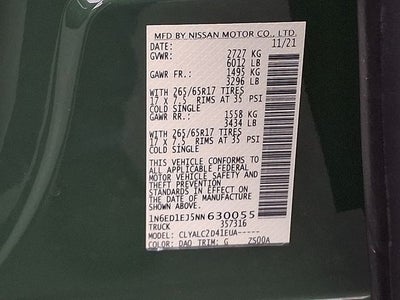 MFD BY NISSAN MOTOR CO., LTD.
DATE: 11/21
GVWR: 2727 KG
6012 LB
GAWR FR.: 1495 KG
3296 LB
WITH 265/65R17 TIRES
17 X 7.5 RIMS AT 35 PSI
COLD SINGLE
GAWR RR.: 1558 KG
3434 LB
WITH 265/65R17 TIRES
17 X 7.5 RIMS AT 35 PSI
COLD SINGLE
THIS VEHICLE CONFORMS TO
ALL APPLICABLE FEDERAL
MOTOR VEHICLE SAFETY
AND THEFT PREVENTION
STANDARDS IN EFFECT ON
THE DATE OF MANUFACTURE
SHOWN ABOVE
1N6ED1EJ5NN630055
TRUCK 357316
MODEL: CLYALC2D41EUA-----
COLOR: DAQ TRIM: G Z500A